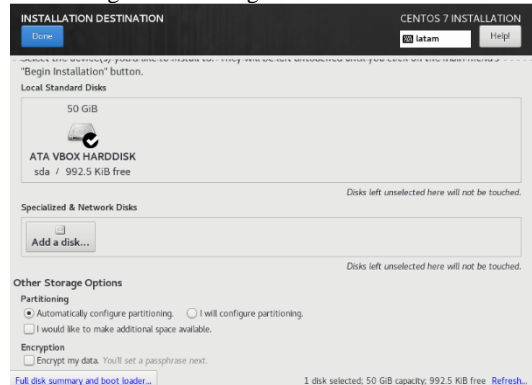 INSTALLATION DESTINATION
CENTOS 7 INSTALLATION
Done
latam
Help!
"Begin Installation" button.
Local Standard Disks
50 GiB
ATA VBOX HARDDISK
sda / 992.5 KiB free
Disks left unselected here will not be touched.
Specialized & Network Disks
Add a disk...
Disks left unselected here will not be touched.
Other Storage Options
Partitioning
Automatically configure partitioning. I will configure partitioning.
I would like to make additional space available.
Encryption
Encrypt my data. You'll set a passphrase next.
Full disk summary and boot loader... 1 disk selected; 50 GiB capacity; 992.5 KiB free Refresh...